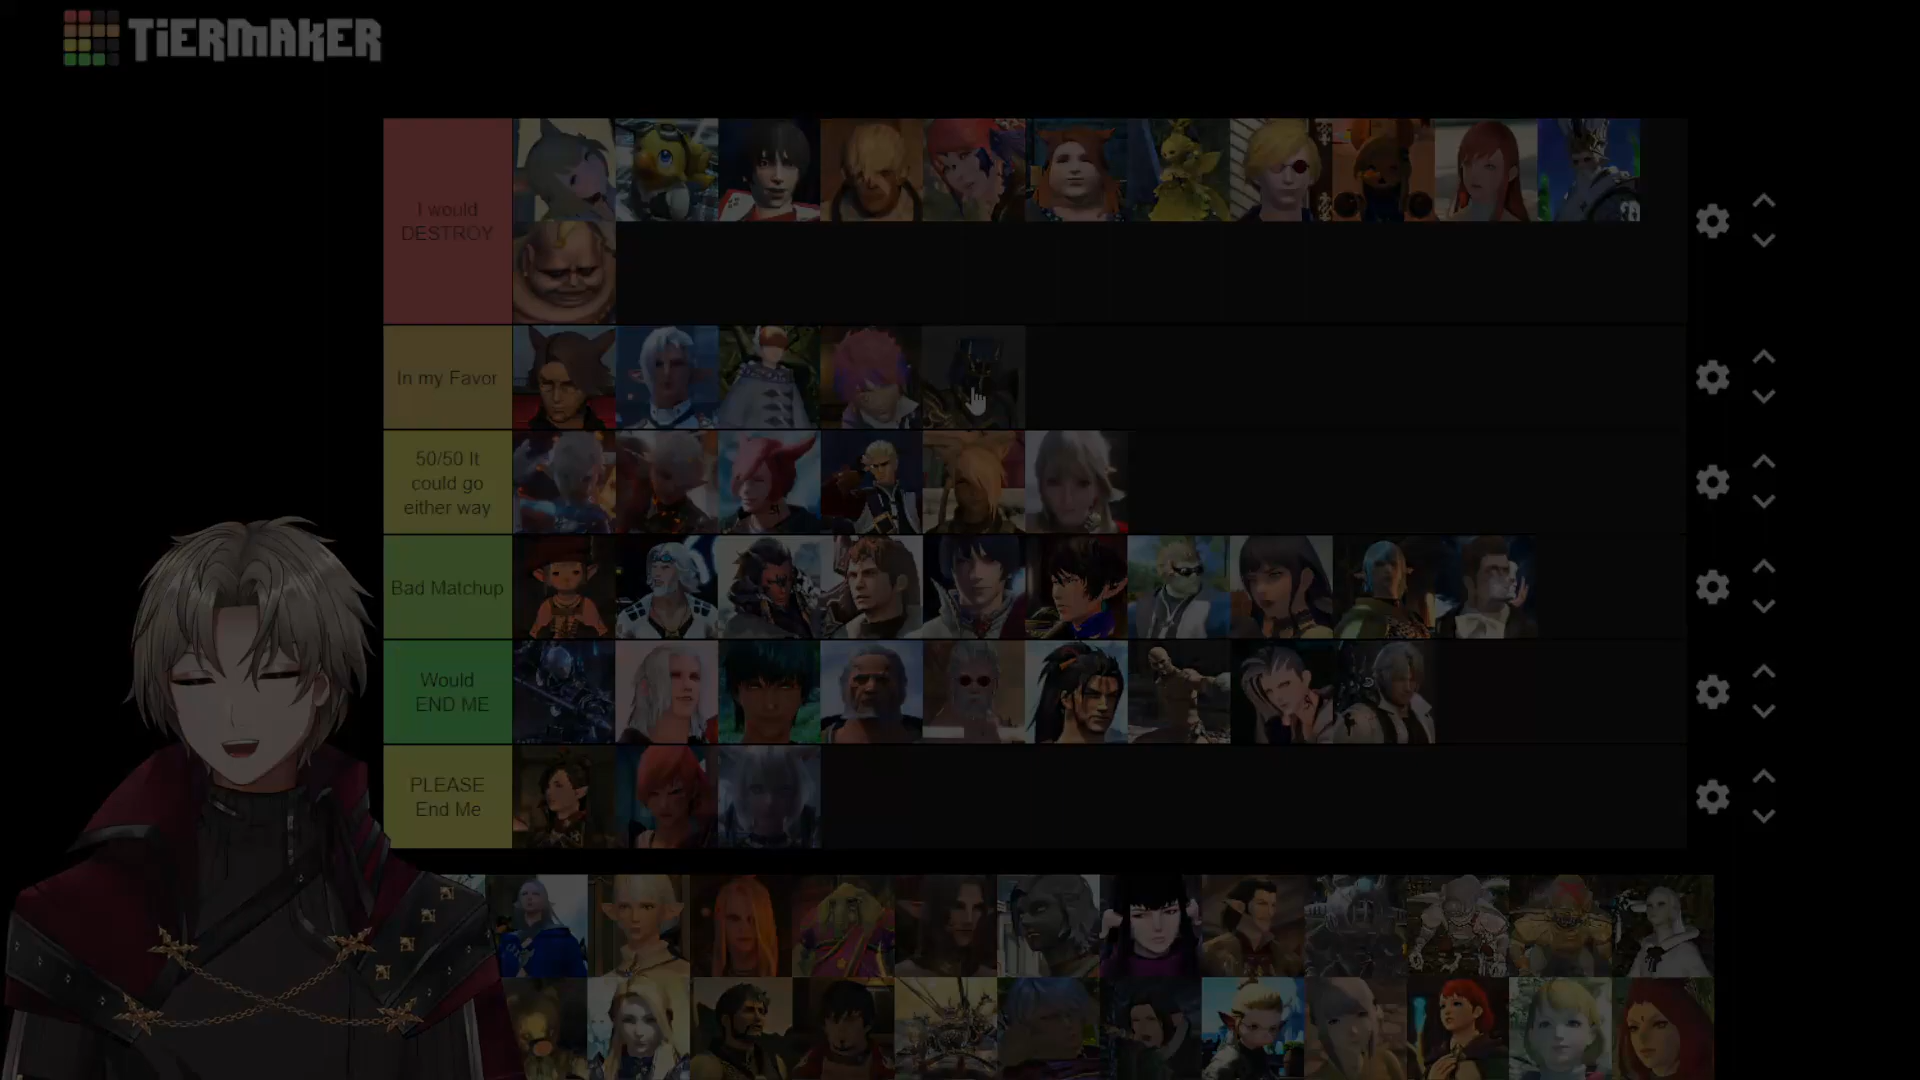 TiERMAKER
I would
DESTROY
In my Favor
50/50 It
could go
either way
Bad Matchup
Would
END ME
PLEASE
End Me